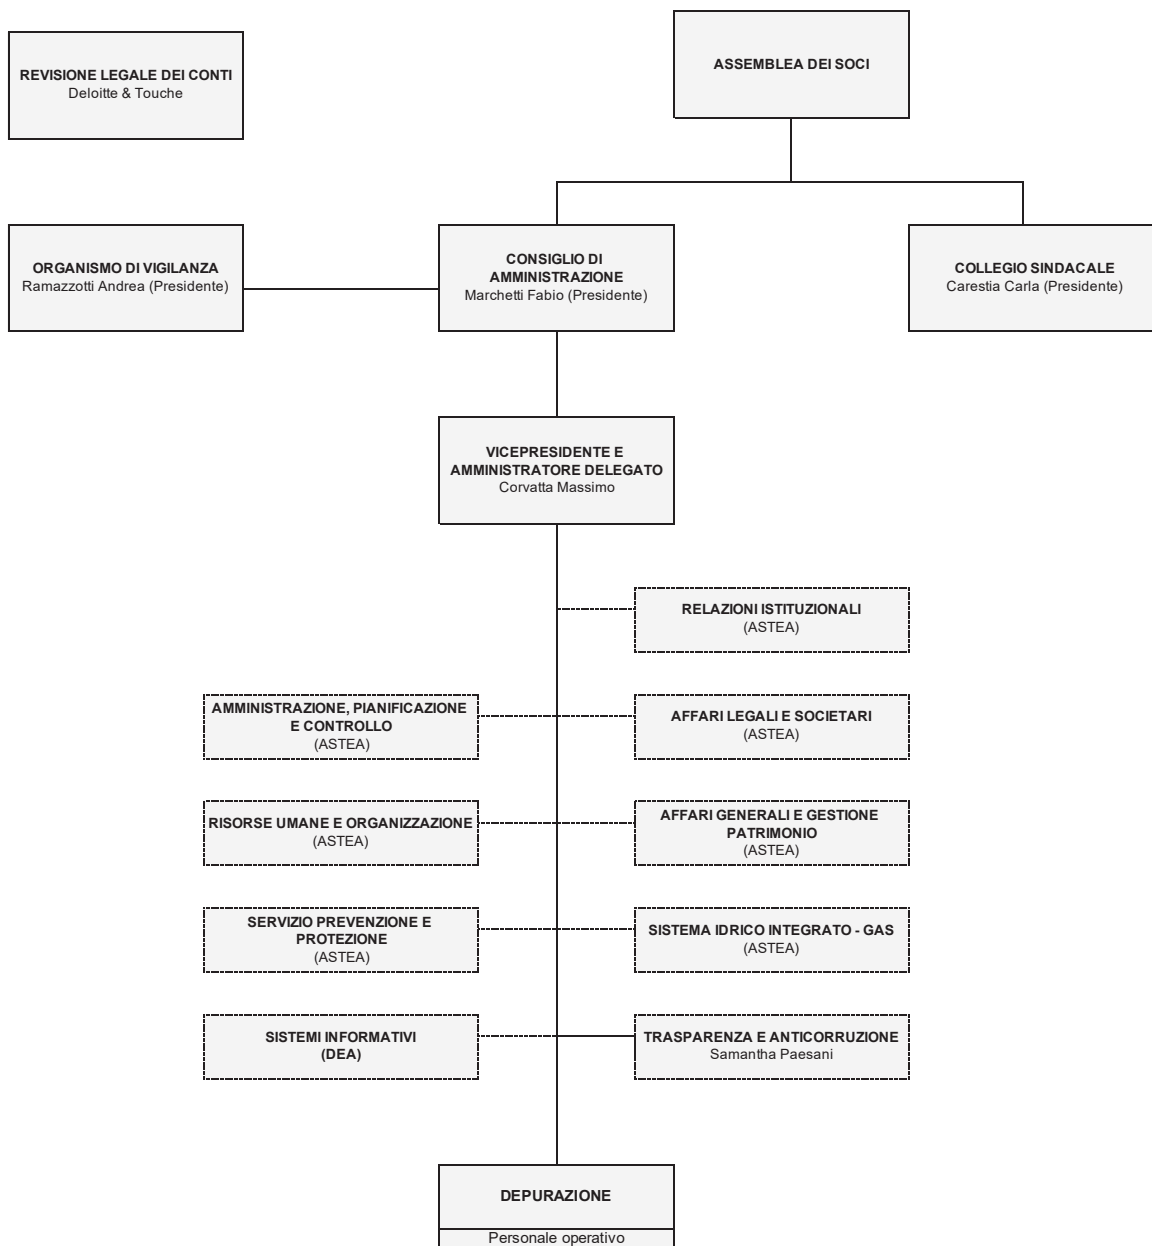 REVISIONE LEGALE DEI CONTI
Deloitte & Touche
ASSEMBLEA DEI SOCI
ORGANISMO DI VIGILANZA
Ramazzotti Andrea (Presidente)
CONSIGLIO DI
AMMINISTRAZIONE
Marchetti Fabio (Presidente)
COLLEGIO SINDACALE
Carestia Carla (Presidente)
VICEPRESIDENTE E
AMMINISTRATORE DELEGATO
Corvatta Massimo
RELAZIONI ISTITUZIONALI
(ASTEA)
AMMINISTRAZIONE, PIANIFICAZIONE
E CONTROLLO
(ASTEA)
AFFARI LEGALI E SOCIETARI
(ASTEA)
RISORSE UMANE E ORGANIZZAZIONE
(ASTEA)
AFFARI GENERALI E GESTIONE
PATRIMONIO
(ASTEA)
SERVIZIO PREVENZIONE E
PROTEZIONE
(ASTEA)
SISTEMA IDRICO INTEGRATO - GAS
(ASTEA)
SISTEMI INFORMATIVI
(DEA)
TRASPARENZA E ANTICORRUZIONE
Samantha Paesani
DEPURAZIONE
Personale operativo